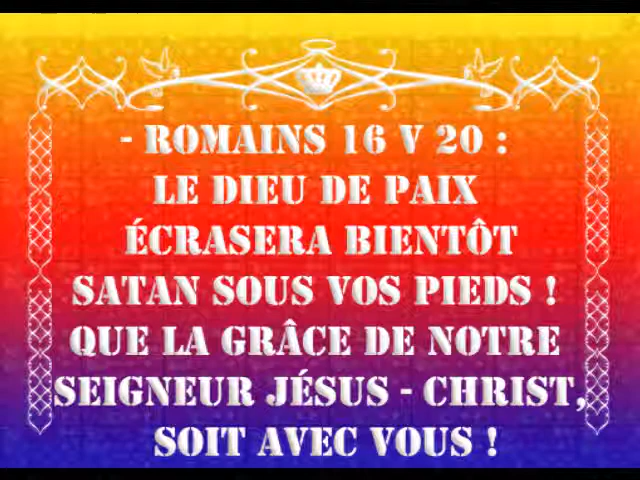 - ROMAINS 16 V 20 :
LE DIEU DE PAIX
ÉCRASERA BIENTÔT
SATAN SOUS VOS PIEDS !
QUE LA GRÂCE DE NOTRE
SEIGNEUR JÉSUS - CHRIST,
SOIT AVEC VOUS !